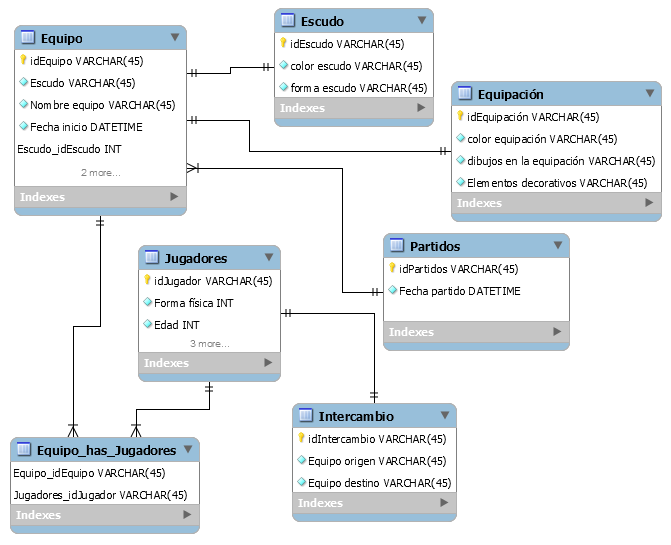 Equipo
idEquipo VARCHAR(45)
Escudo VARCHAR(45)
Nombre equipo VARCHAR(45)
Fecha inicio DATETIME
Escudo_idEscudo INT
2 more...
Indexes
Escudo
idEscudo VARCHAR(45)
color escudo VARCHAR(45)
forma escudo VARCHAR(45)
Indexes
Equipación
idEquipación VARCHAR(45)
color equipación VARCHAR(45)
dibujos en la equipación VARCHAR(45)
Elementos decorativos VARCHAR(45)
Indexes
Partidos
idPartidos VARCHAR(45)
Fecha partido DATETIME
Indexes
Jugadores
idJugador VARCHAR(45)
Forma física INT
Edad INT
3 more...
Indexes
Intercambio
idIntercambio VARCHAR(45)
Equipo origen VARCHAR(45)
Equipo destino VARCHAR(45)
Indexes
Equipo_has_Jugadores
Equipo_idEquipo VARCHAR(45)
Jugadores_idJugador VARCHAR(45)
Indexes